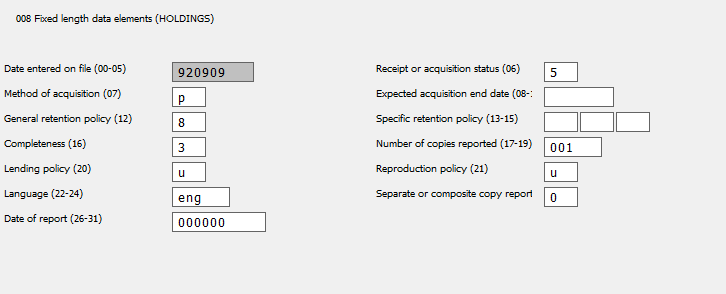 008 Fixed length data elements (HOLDINGS)
Date entered on file (00-05) 920909 Receipt or acquisition status (06) 5
Method of acquisition (07) p Expected acquisition end date (08-:
General retention policy (12) 8 Specific retention policy (13-15)
Completeness (16) 3 Number of copies reported (17-19) 001
Lending policy (20) u Reproduction policy (21) u
Language (22-24) eng Separate or composite copy report 0
Date of report (26-31) 000000